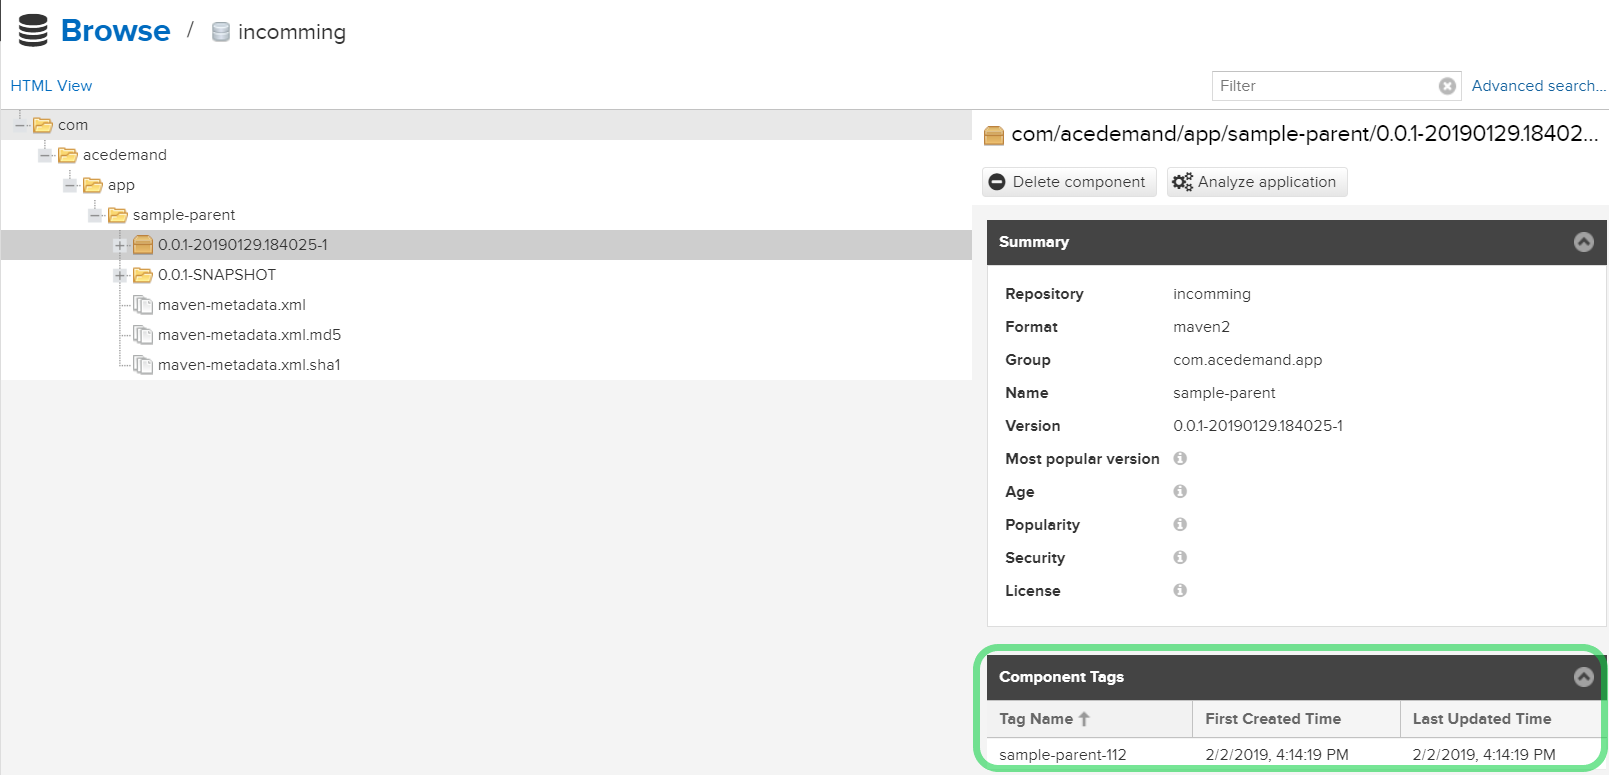 Browse / incomming
HTML View
Filter
Advanced search...
com
acedemand
app
sample-parent
0.0.1-20190129.184025-1
0.0.1-SNAPSHOT
maven-metadata.xml
maven-metadata.xml.md5
maven-metadata.xml.sha1
com/acedemand/app/sample-parent/0.0.1-20190129.18402...
Delete component Analyze application
Summary
Repository incomming
Format maven2
Group com.acedemand.app
Name sample-parent
Version 0.0.1-20190129.184025-1
Most popular version
Age
Popularity
Security
License
Component Tags
Tag Name First Created Time Last Updated Time
sample-parent-112 2/2/2019, 4:14:19 PM 2/2/2019, 4:14:19 PM